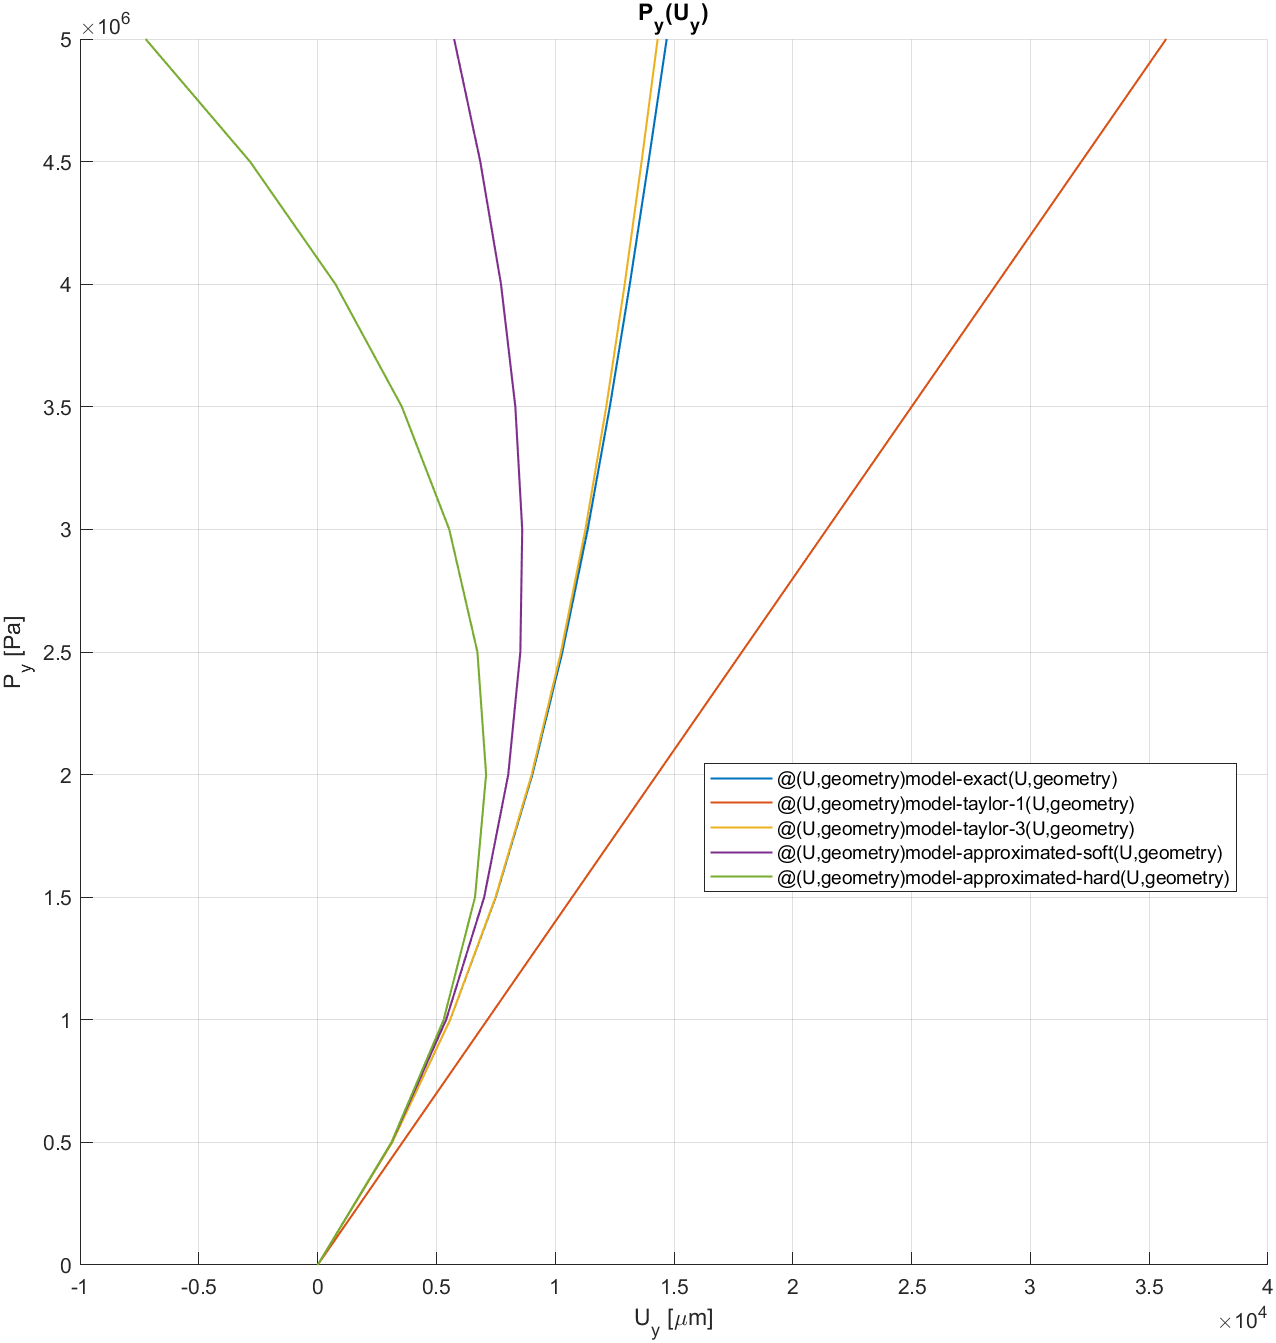 P_y(U_y)
×10^6
5
4.5
4
3.5
3
2.5
2
1.5
1
0.5
0
P_y [Pa]
@(U,geometry)model-exact(U,geometry)
@(U,geometry)model-taylor-1(U,geometry)
@(U,geometry)model-taylor-3(U,geometry)
@(U,geometry)model-approximated-soft(U,geometry)
@(U,geometry)model-approximated-hard(U,geometry)
-1 -0.5 0 0.5 1 1.5 2 2.5 3 3.5 4
U_y [μm]
×10^4